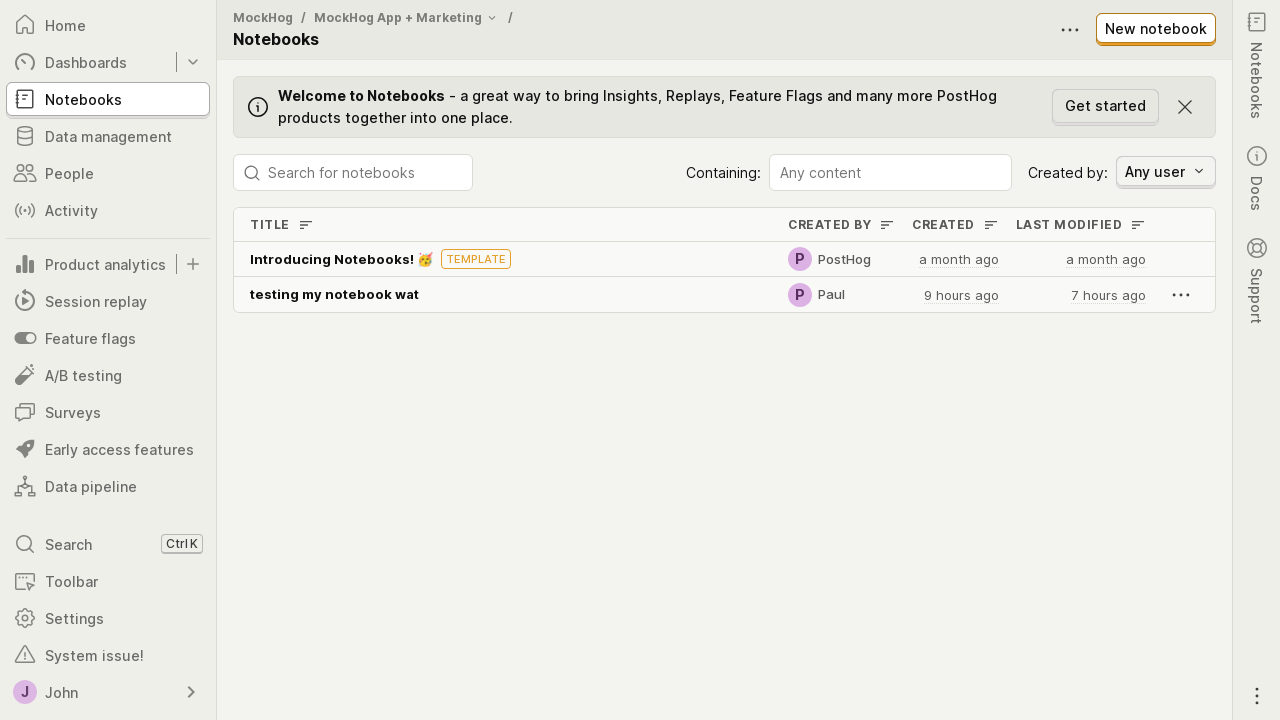 Home
Dashboards
Notebooks
Data management
People
Activity
Product analytics
Session replay
Feature flags
A/B testing
Surveys
Early access features
Data pipeline
Search Ctrl K
Toolbar
Settings
System issue!
J John
MockHog / MockHog App + Marketing /
Notebooks
New notebook
Welcome to Notebooks - a great way to bring Insights, Replays, Feature Flags and many more PostHog
products together into one place.
Get started
Search for notebooks
Containing: Any content
Created by: Any user
TITLE CREATED BY CREATED LAST MODIFIED
Introducing Notebooks! 🥳 TEMPLATE P PostHog a month ago a month ago
testing my notebook wat P Paul 9 hours ago 7 hours ago
Notebooks
Docs
Support